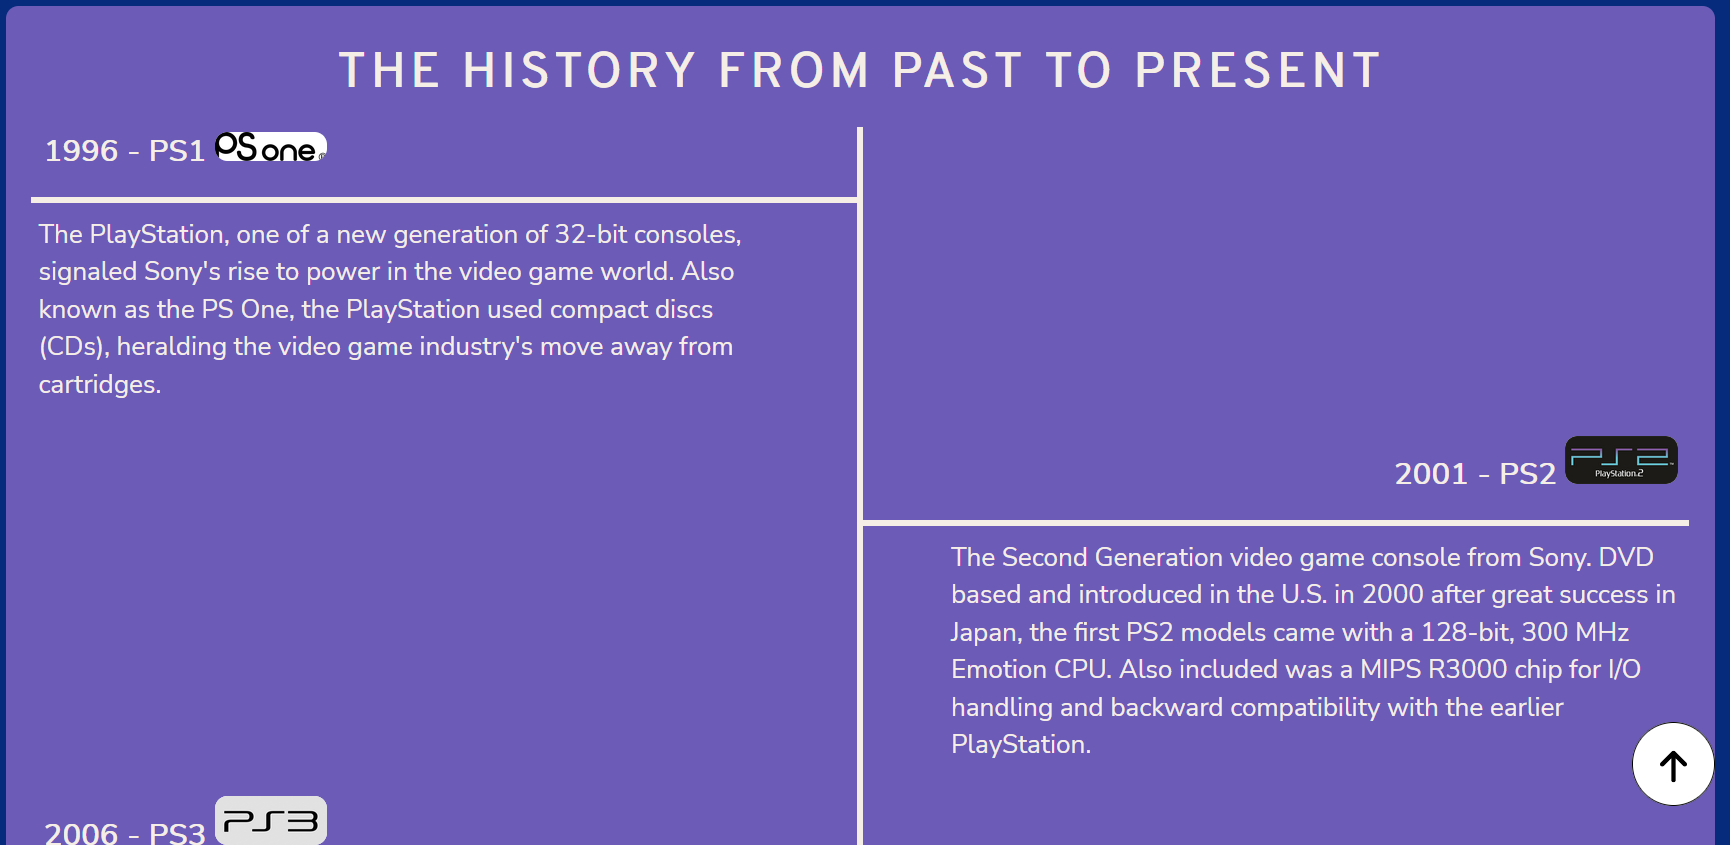 THE HISTORY FROM PAST TO PRESENT
1996 - PS1 PS one
The PlayStation, one of a new generation of 32-bit consoles,
signaled Sony's rise to power in the video game world. Also
known as the PS One, the PlayStation used compact discs
(CDs), heralding the video game industry's move away from
cartridges.
2001 - PS2 PS2
PlayStation.2
The Second Generation video game console from Sony. DVD
based and introduced in the U.S. in 2000 after great success in
Japan, the first PS2 models came with a 128-bit, 300 MHz
Emotion CPU. Also included was a MIPS R3000 chip for I/O
handling and backward compatibility with the earlier
PlayStation.
2006 - PS3 PS3